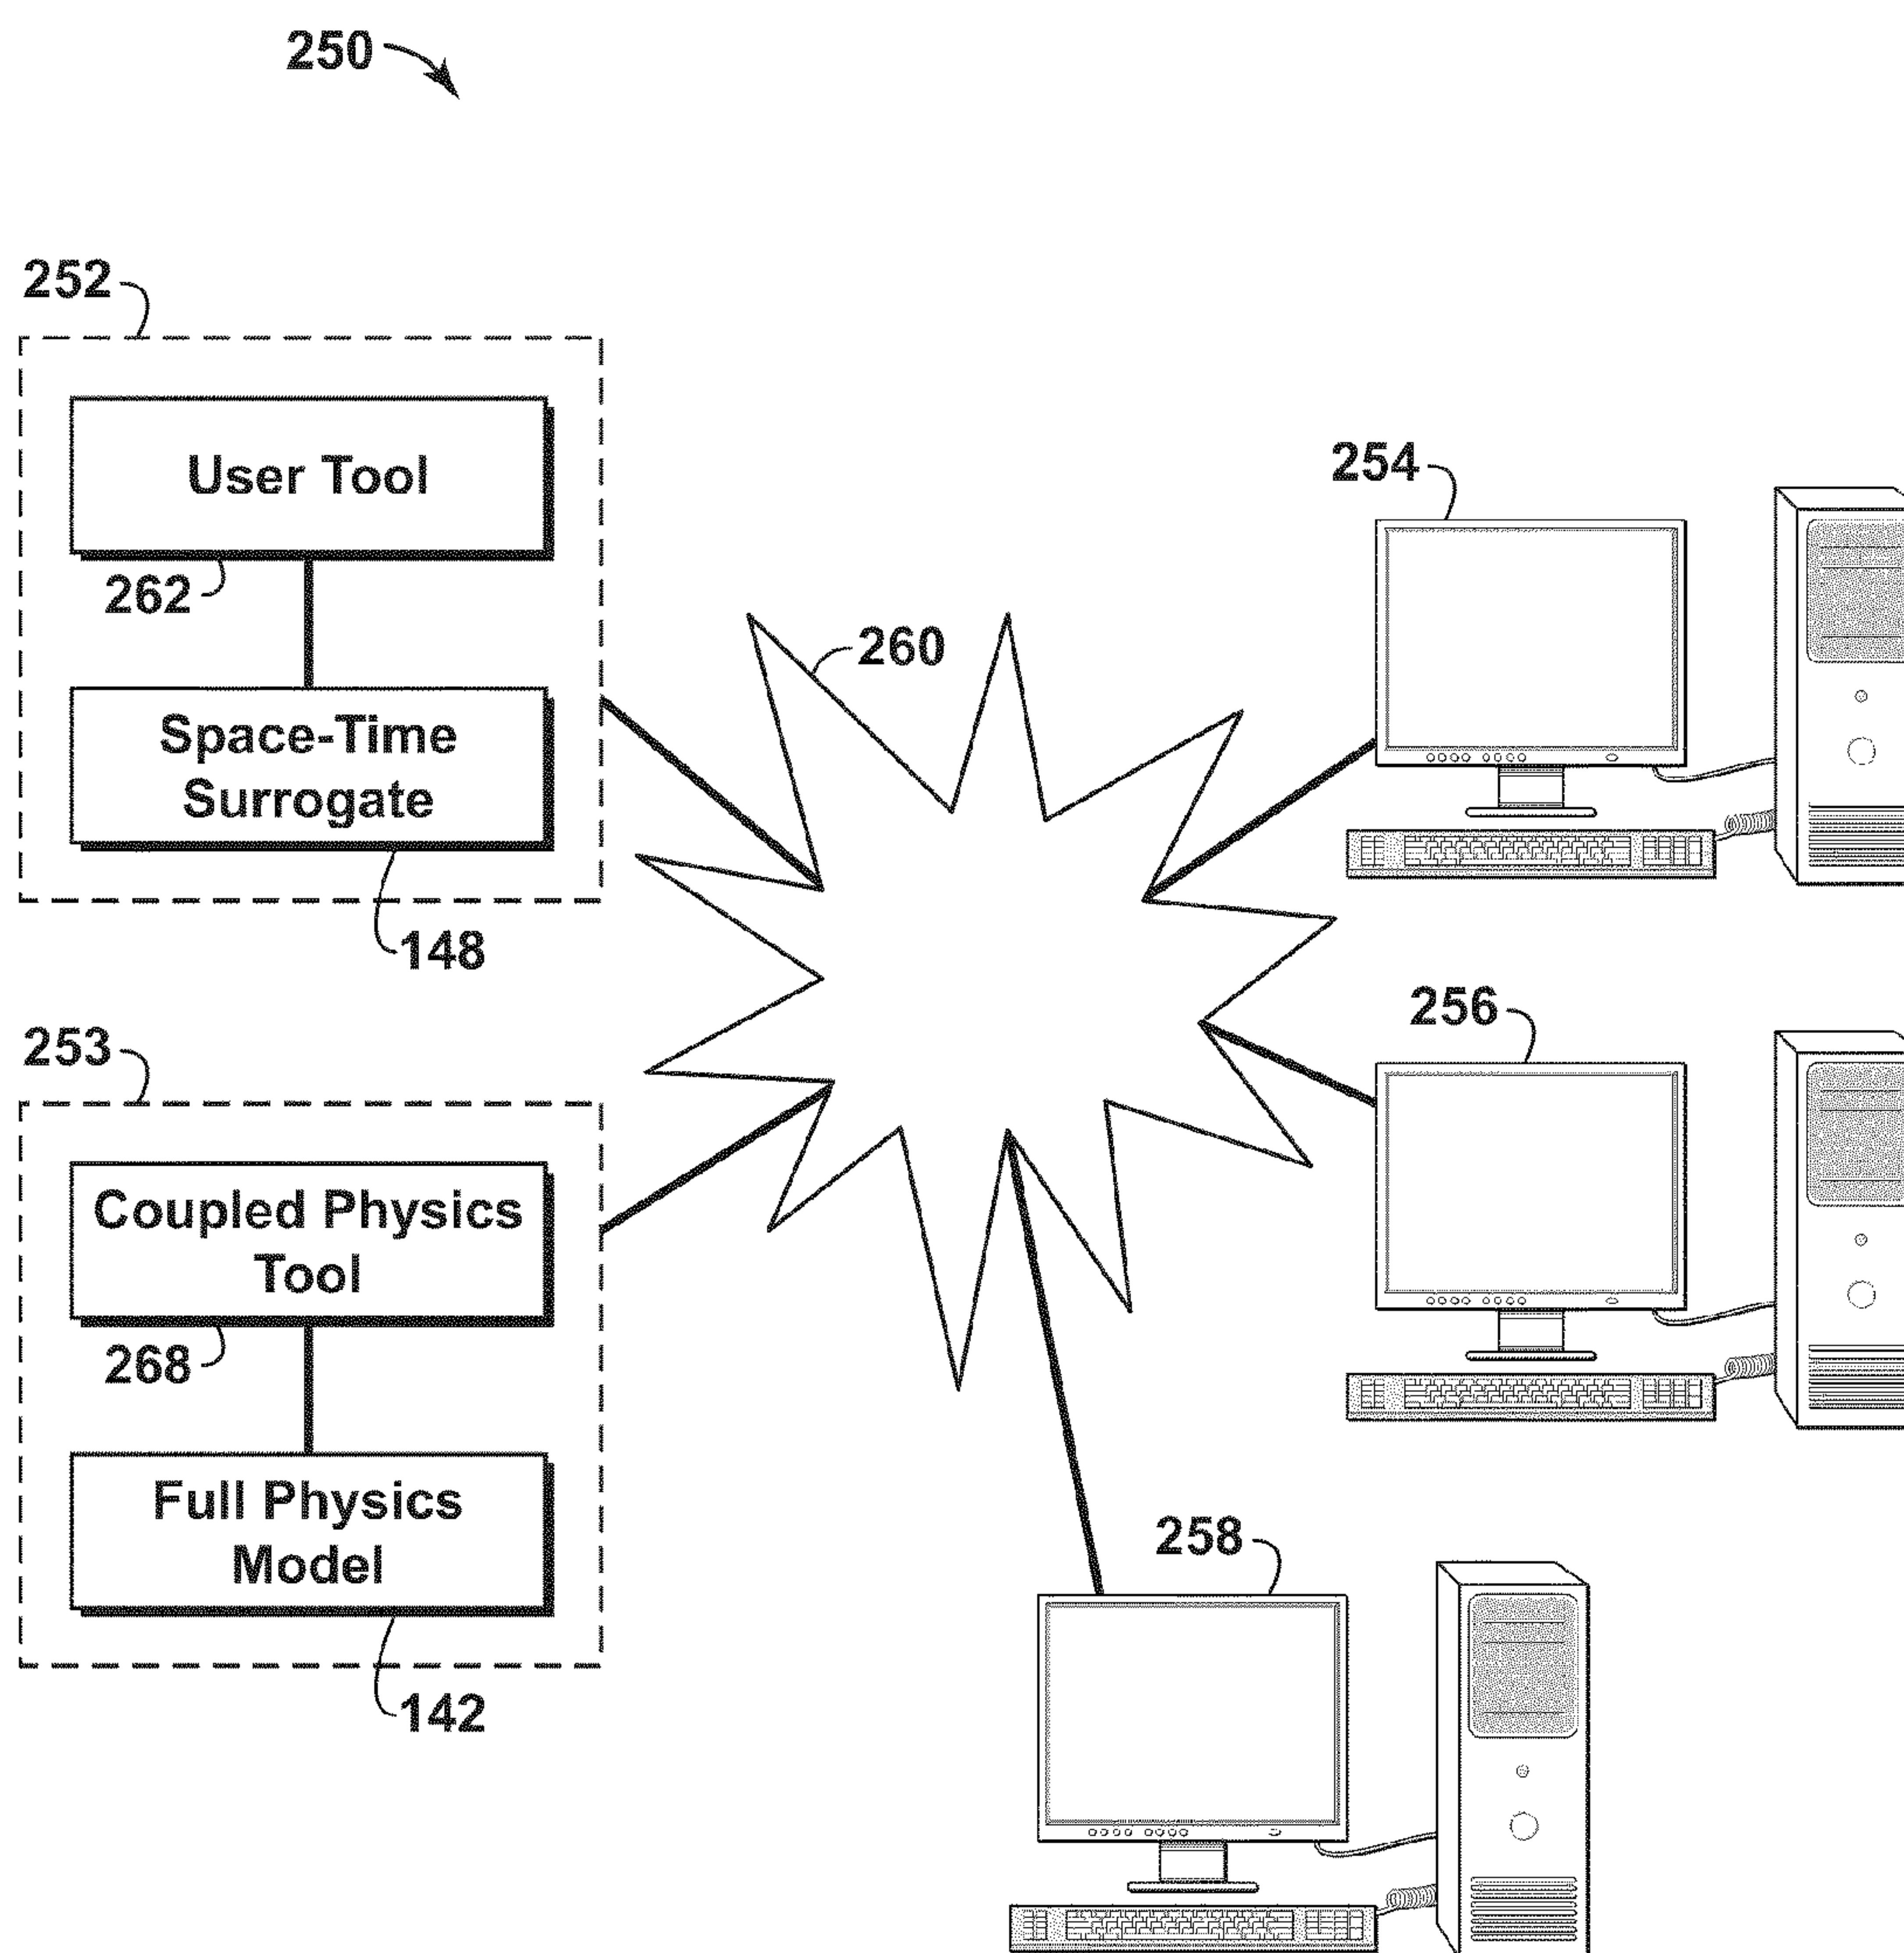 250
252
User Tool
262
Space-Time
Surrogate
148
260
254
253
256
Coupled Physics
Tool
268
Full Physics
Model
142
258